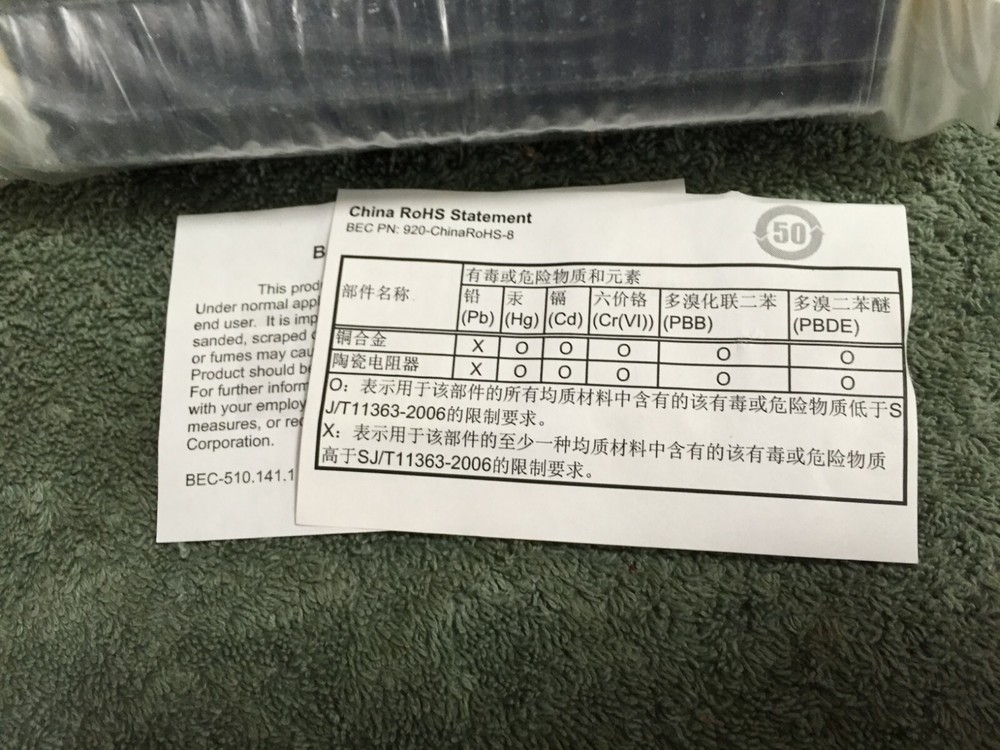 China RoHS Statement
BEC PN: 920-ChinaRoHS-8
50
部件名称
有毒或危险物质和元素
铅 (Pb)
汞 (Hg)
镉 (Cd)
六价铬 (Cr(VI))
多溴化联二苯 (PBB)
多溴二苯醚 (PBDE)
铜合金 X O O O O O
陶瓷电阻器 X O O O O O
O：表示用于该部件的所有均质材料中含有的该有毒或危险物质低于S
J/T11363-2006的限制要求。
X：表示用于该部件的至少一种均质材料中含有的该有毒或危险物质
高于SJ/T11363-2006的限制要求。
B
This prod
Under normal appl
end user. It is imp
sanded, scraped
or fumes may cau
Product should be
For further inform
with your employ
measures, or rec
Corporation.
BEC-510.141.1